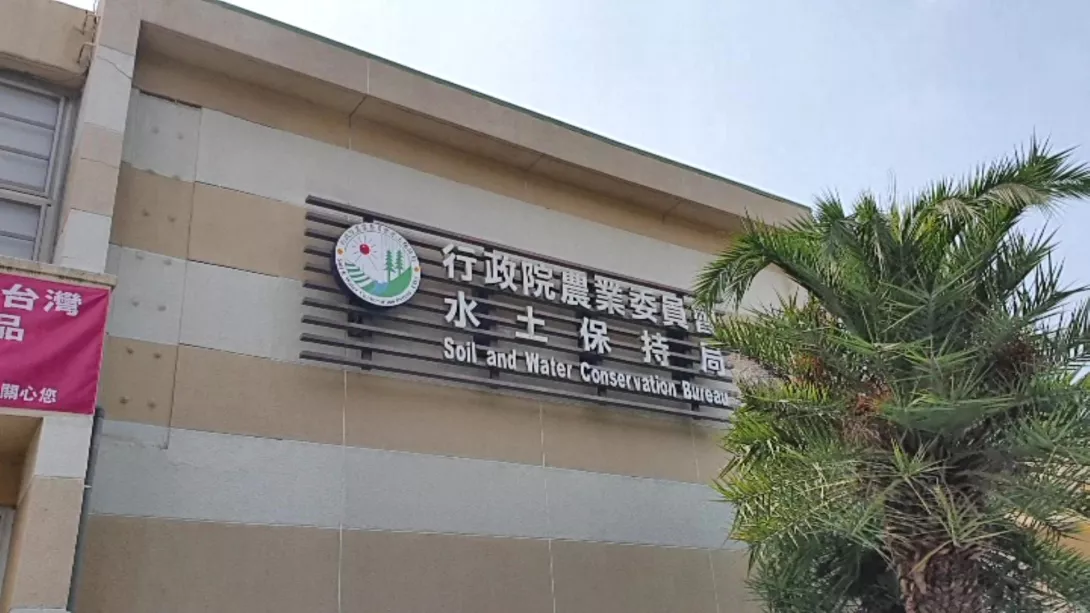 台灣
品
關心您
行政院農業委員會
水土保持局
Soil and Water Conservation Bureau